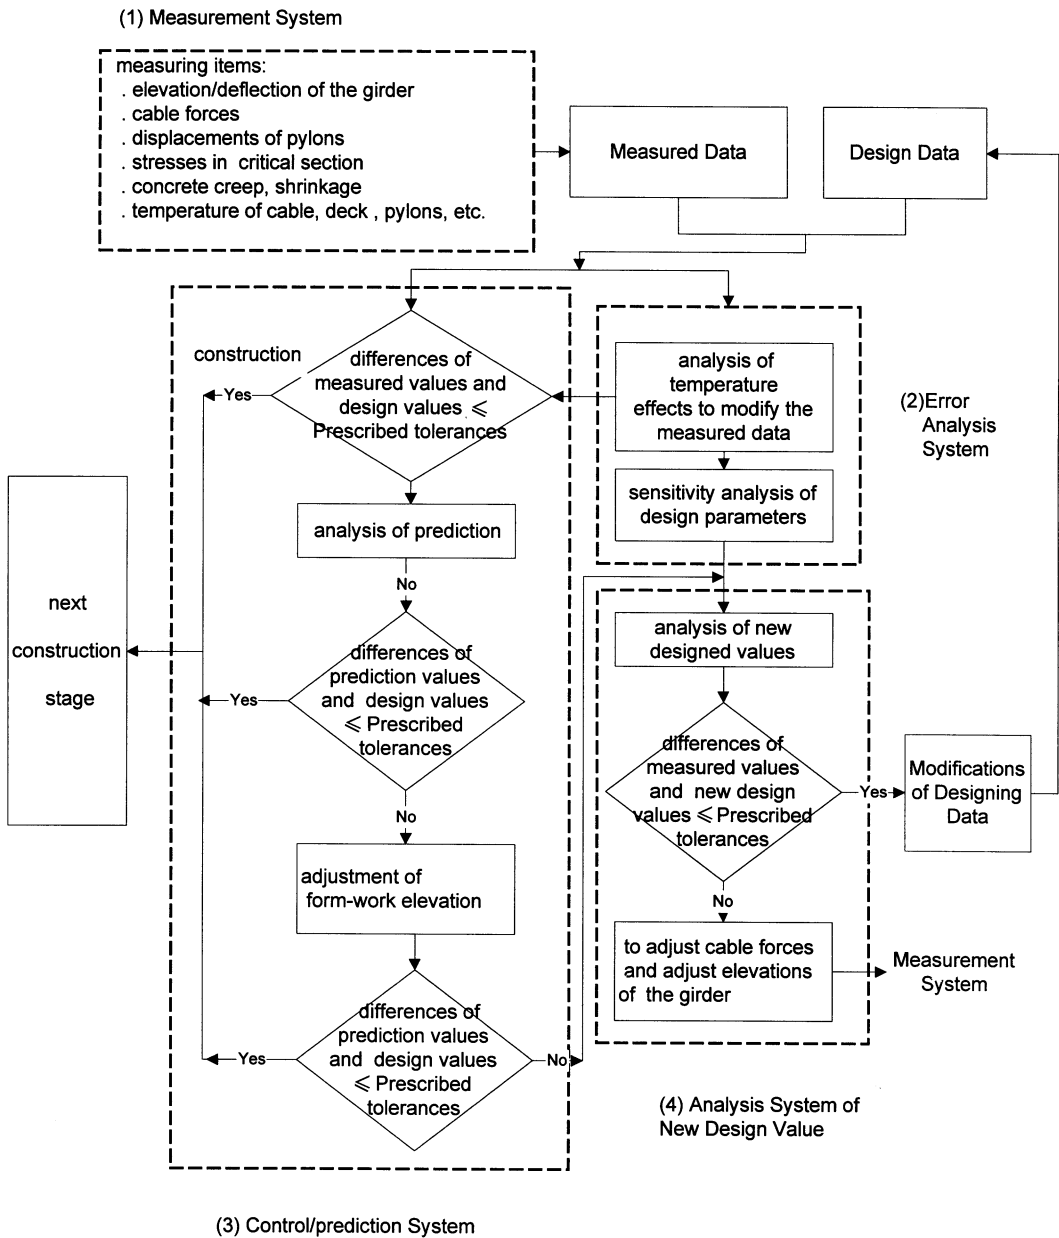 (1) Measurement System
measuring items:
. elevation/deflection of the girder
. cable forces
. displacements of pylons
. stresses in critical section
. concrete creep, shrinkage
. temperature of cable, deck , pylons, etc.
Measured Data
Design Data
construction
differences of
measured values and
design values ⩽
Prescribed tolerances
Yes
analysis of
temperature
effects to modify the
measured data
(2)Error
Analysis
System
sensitivity analysis of
design parameters
analysis of prediction
No
next
construction
stage
differences of
prediction values
and design values
⩽ Prescribed
tolerances
Yes
analysis of new
designed values
differences of
measured values
and new design
values ⩽ Prescribed
tolerances
Yes
Modifications
of Designing
Data
No
adjustment of
form-work elevation
No
to adjust cable forces
and adjust elevations
of the girder
Measurement
System
differences of
prediction values
and design values
⩽ Prescribed
tolerances
Yes
No
(4) Analysis System of
New Design Value
(3) Control/prediction System